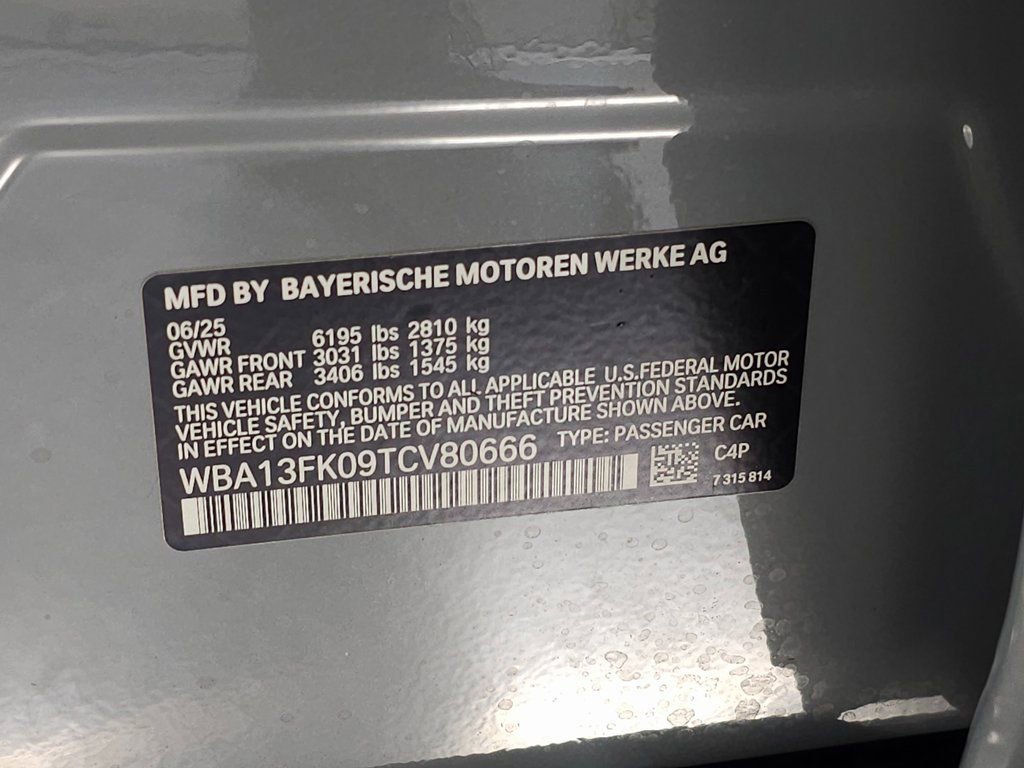 MFD BY BAYERISCHE MOTOREN WERKE AG
06/25
GVWR 6195 lbs 2810 kg
GAWR FRONT 3031 lbs 1375 kg
GAWR REAR 3406 lbs 1545 kg
THIS VEHICLE CONFORMS TO ALL APPLICABLE U.S.FEDERAL MOTOR
VEHICLE SAFETY, BUMPER AND THEFT PREVENTION STANDARDS
IN EFFECT ON THE DATE OF MANUFACTURE SHOWN ABOVE.
WBA13FK09TCV80666 TYPE: PASSENGER CAR
C4P
7 315 814